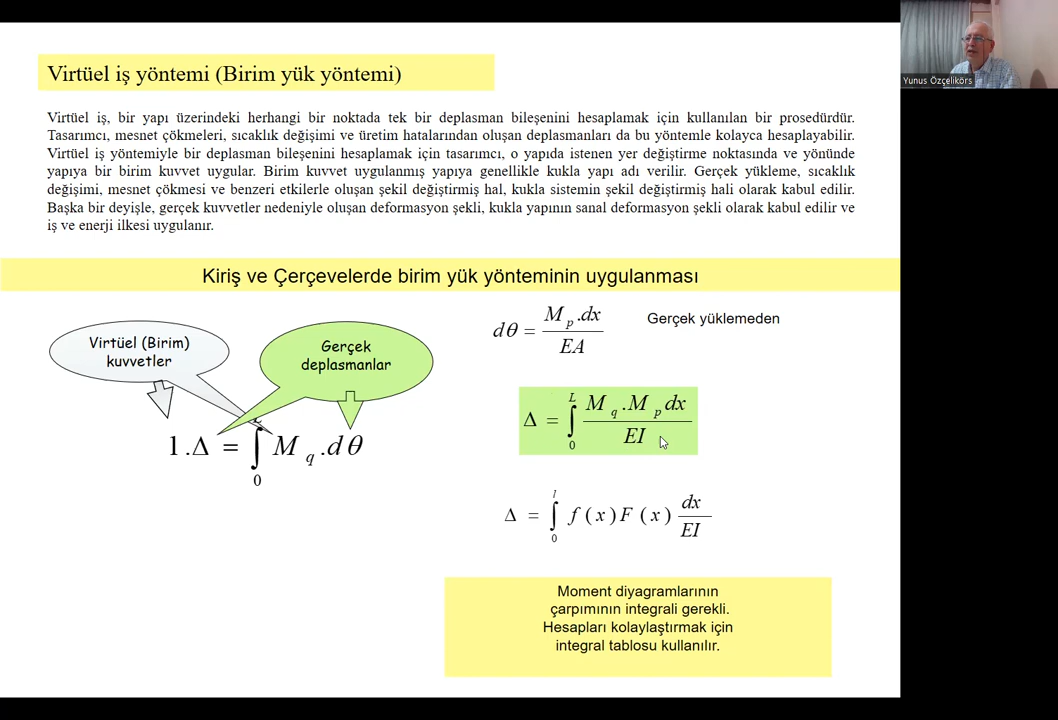 Yunus Özçelikörs
Virtüel iş yöntemi (Birim yük yöntemi)
Virtüel iş, bir yapı üzerindeki herhangi bir noktada tek bir deplasman bileşenini hesaplamak için kullanılan bir prosedürdür.
Tasarımcı, mesnet çökmeleri, sıcaklık değişimi ve üretim hatalarından oluşan deplasmanları da bu yöntemle kolayca hesaplayabilir.
Virtüel iş yöntemiyle bir deplasman bileşenini hesaplamak için tasarımcı, o yapıda istenen yer değiştirme noktasında ve yönünde
yapıya bir birim kuvvet uygular. Birim kuvvet uygulanmış yapıya genellikle kukla yapı adı verilir. Gerçek yükleme, sıcaklık
değişimi, mesnet çökmesi ve benzeri etkilerle oluşan şekil değiştirmiş hal, kukla sistemin şekil değiştirmiş hali olarak kabul edilir.
Başka bir deyişle, gerçek kuvvetler nedeniyle oluşan deformasyon şekli, kukla yapının sanal deformasyon şekli olarak kabul edilir ve
iş ve enerji ilkesi uygulanır.
Kiriş ve Çerçevelerde birim yük yönteminin uygulanması
Virtüel (Birim)
kuvvetler
Gerçek
deplasmanlar
1.Δ = ∫₀ M_q .dθ
dθ = M_p .dx / EA
Gerçek yüklemeden
Δ = ∫₀ᴸ M_q .M_p dx / EI
Δ = ∫₀ˡ f(x)F(x) dx / EI
Moment diyagramlarının
çarpımının integrali gerekli.
Hesapları kolaylaştırmak için
integral tablosu kullanılır.